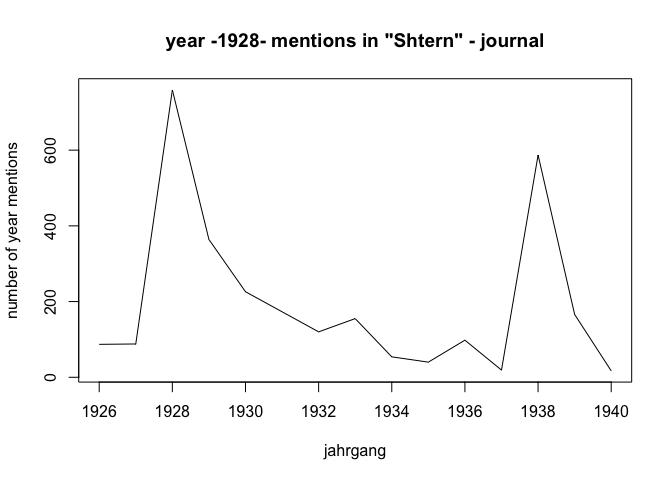 year -1928- mentions in "Shtern" - journal
number of year mentions
600
400
200
0
1926 1928 1930 1932 1934 1936 1938 1940
jahrgang